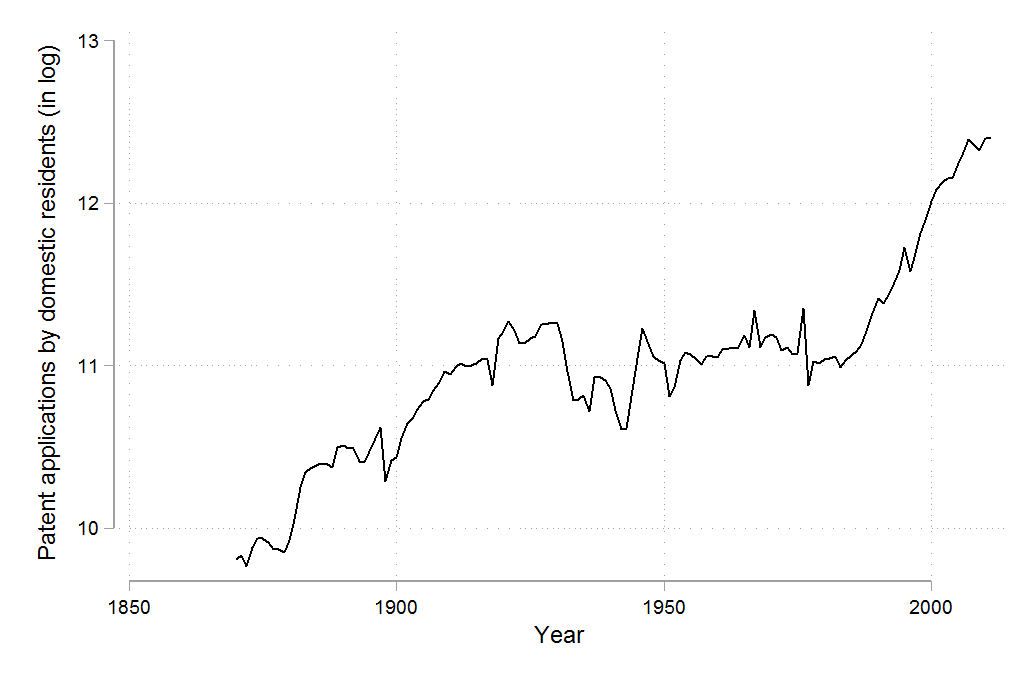 Patent applications by domestic residents (in log)
13
12
11
10
1850 1900 1950 2000
Year